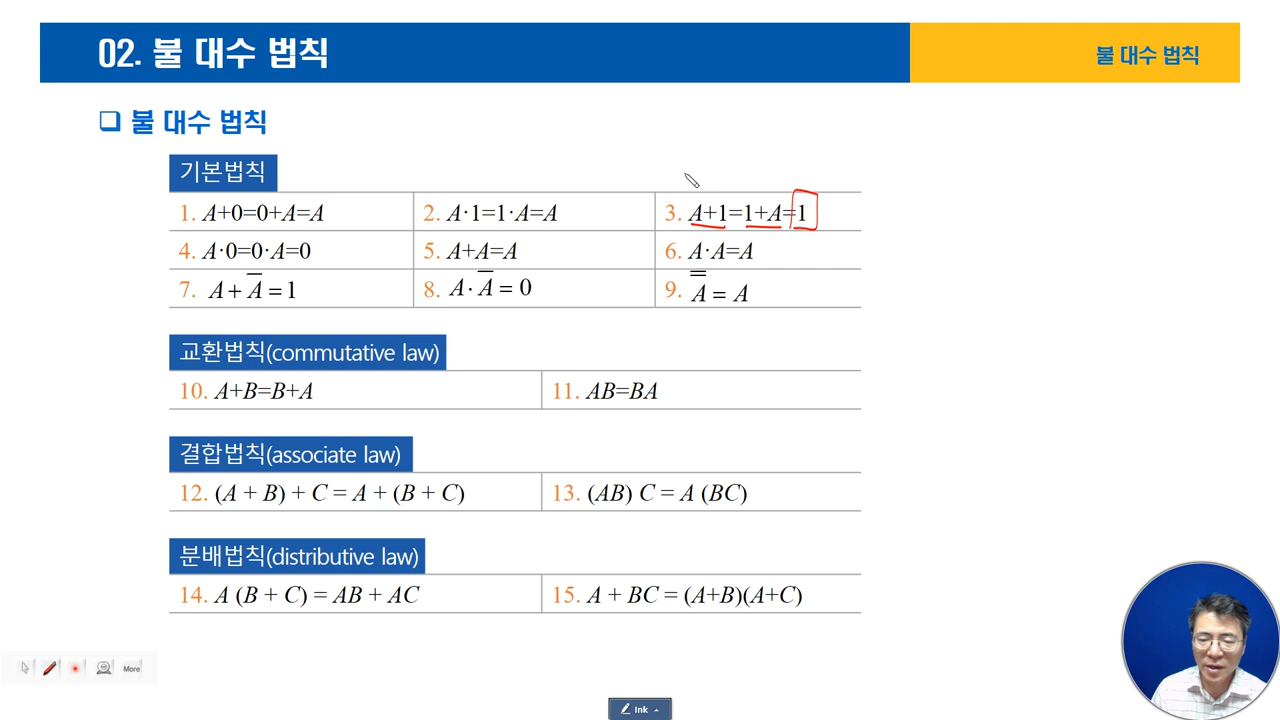 02. 불 대수 법칙
불 대수 법칙
❑ 불 대수 법칙
기본법칙
1. A+0=0+A=A
2. A·1=1·A=A
3. A+1=1+A=1
4. A·0=0·A=0
5. A+A=A
6. A·A=A
7. A + A̅ = 1
8. A · A̅ = 0
9. A̿ = A
교환법칙(commutative law)
10. A+B=B+A
11. AB=BA
결합법칙(associate law)
12. (A + B) + C = A + (B + C)
13. (AB) C = A (BC)
분배법칙(distributive law)
14. A (B + C) = AB + AC
15. A + BC = (A+B)(A+C)
More
Ink